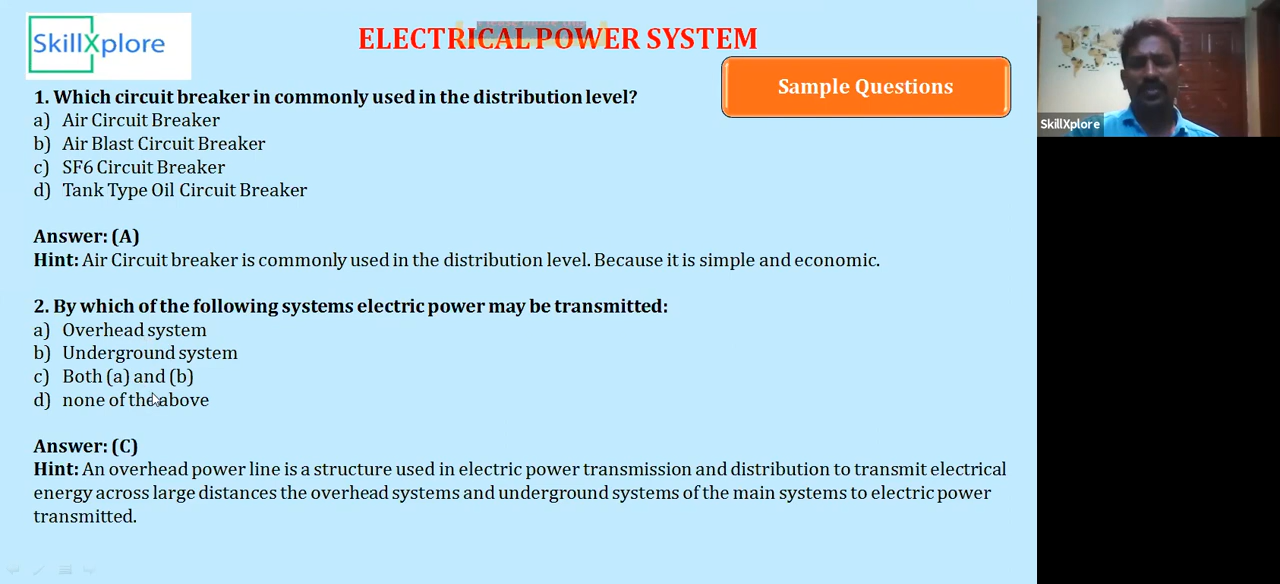 SkillXplore
ELECTRICAL POWER SYSTEM
Sample Questions
SkillXplore
1. Which circuit breaker in commonly used in the distribution level?
a) Air Circuit Breaker
b) Air Blast Circuit Breaker
c) SF6 Circuit Breaker
d) Tank Type Oil Circuit Breaker
Answer: (A)
Hint: Air Circuit breaker is commonly used in the distribution level. Because it is simple and economic.
2. By which of the following systems electric power may be transmitted:
a) Overhead system
b) Underground system
c) Both (a) and (b)
d) none of the above
Answer: (C)
Hint: An overhead power line is a structure used in electric power transmission and distribution to transmit electrical
energy across large distances the overhead systems and underground systems of the main systems to electric power
transmitted.